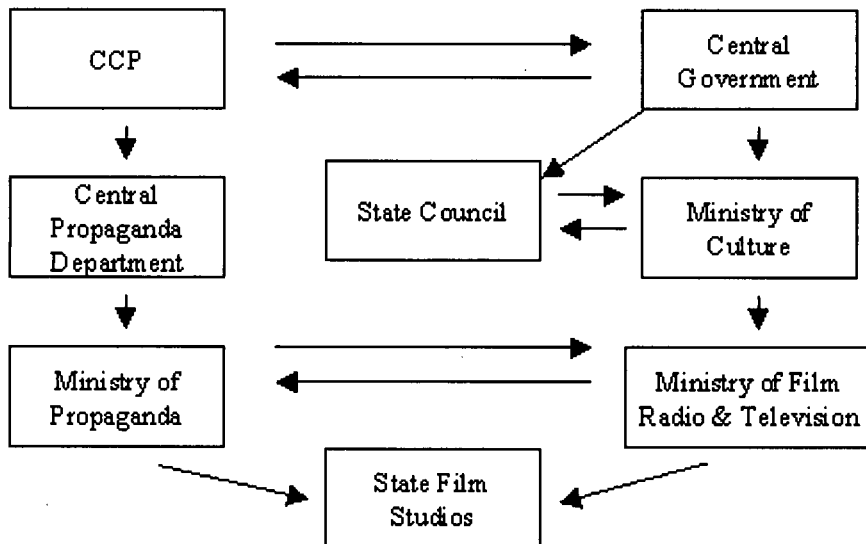 CCP
Central
Government
Central
Propaganda
Department
State Council
Ministry of
Culture
Ministry of
Propaganda
Ministry of Film
Radio & Television
State Film
Studios